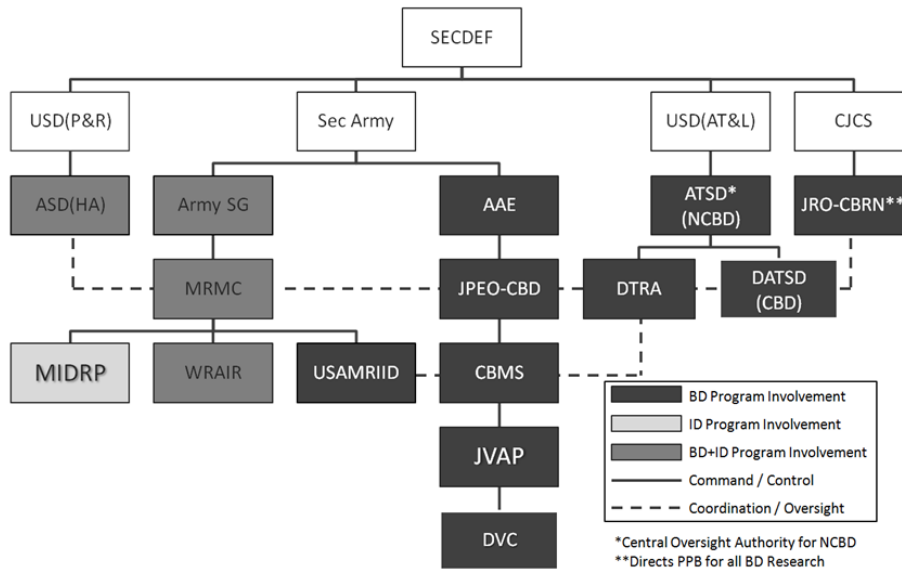 SECDEF
USD(P&R)
Sec Army
USD(AT&L)
CJCS
ASD(HA)
Army SG
AAE
ATSD*
(NCBD)
JRO-CBRN**
MRMC
JPEO-CBD
DTRA
DATSD
(CBD)
MIDRP
WRAIR
USAMRIID
CBMS
JVAP
DVC
BD Program Involvement
ID Program Involvement
BD+ID Program Involvement
Command / Control
Coordination / Oversight
*Central Oversight Authority for NCBD
**Directs PPB for all BD Research